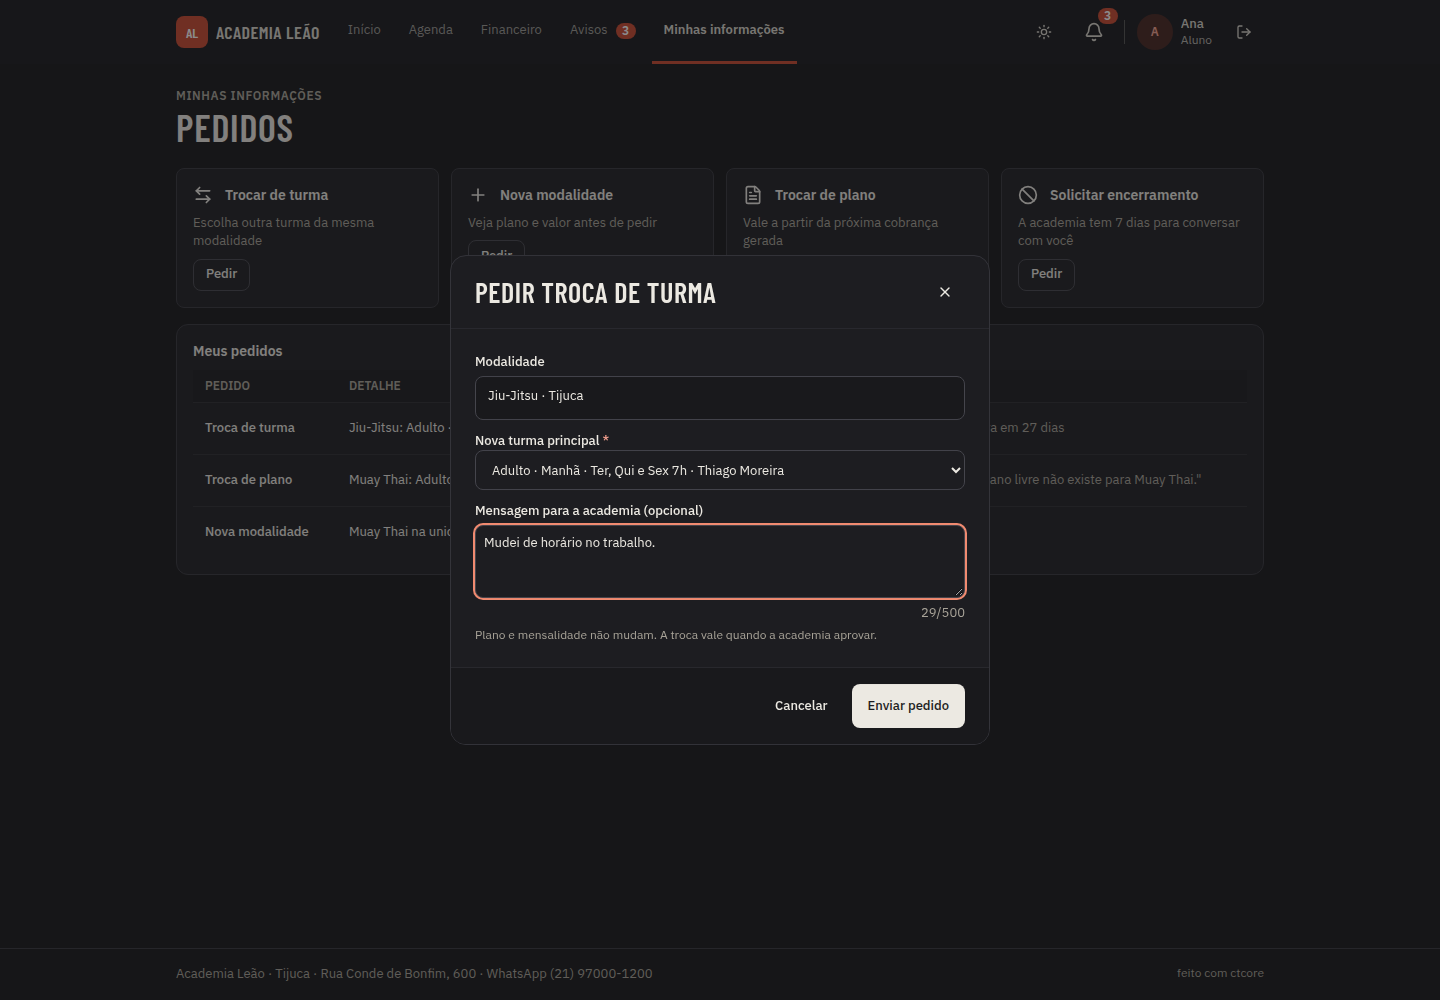 AL ACADEMIA LEÃO Início Agenda Financeiro Avisos 3 Minhas informações 3 A Ana
Aluno
MINHAS INFORMAÇÕES
PEDIDOS
Trocar de turma
Escolha outra turma da mesma
modalidade
Pedir
Nova modalidade
Veja plano e valor antes de pedir
Pedir
Trocar de plano
Vale a partir da próxima cobrança
gerada
Solicitar encerramento
A academia tem 7 dias para conversar
com você
Pedir
Meus pedidos
PEDIDO DETALHE
Troca de turma Jiu-Jitsu: Adulto · em 27 dias
Troca de plano Muay Thai: Adulto livre não existe para Muay Thai."
Nova modalidade Muay Thai na
PEDIR TROCA DE TURMA
Modalidade
Jiu-Jitsu · Tijuca
Nova turma principal *
Adulto · Manhã · Ter, Qui e Sex 7h · Thiago Moreira
Mensagem para a academia (opcional)
Mudei de horário no trabalho.
29/500
Plano e mensalidade não mudam. A troca vale quando a academia aprovar.
Cancelar Enviar pedido
Academia Leão · Tijuca · Rua Conde de Bonfim, 600 · WhatsApp (21) 97000-1200 feito com ctcore